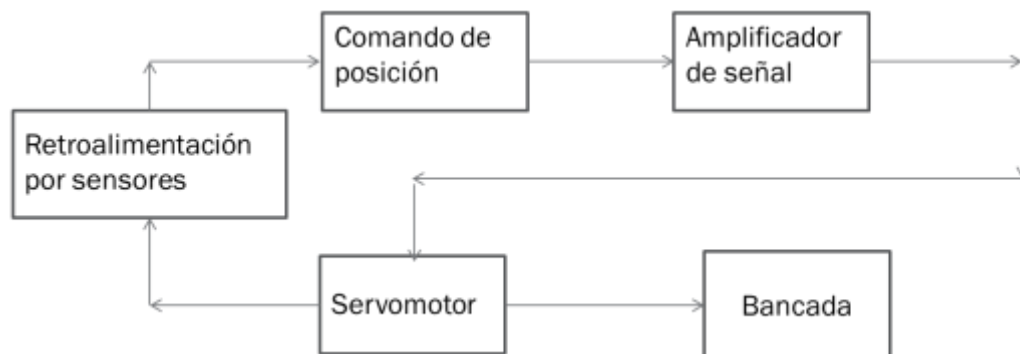 Comando de
posición
Amplificador
de señal
Retroalimentación
por sensores
Servomotor
Bancada